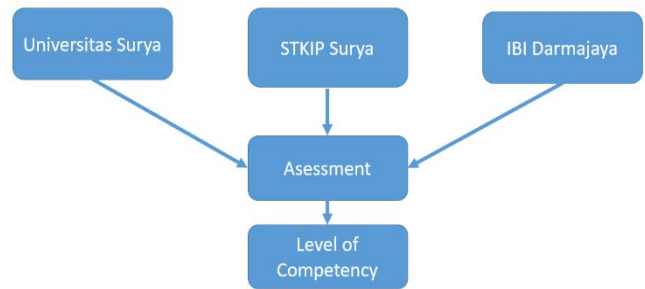 Universitas Surya
STKIP Surya
IBI Darmajaya
Asessment
Level of
Competency